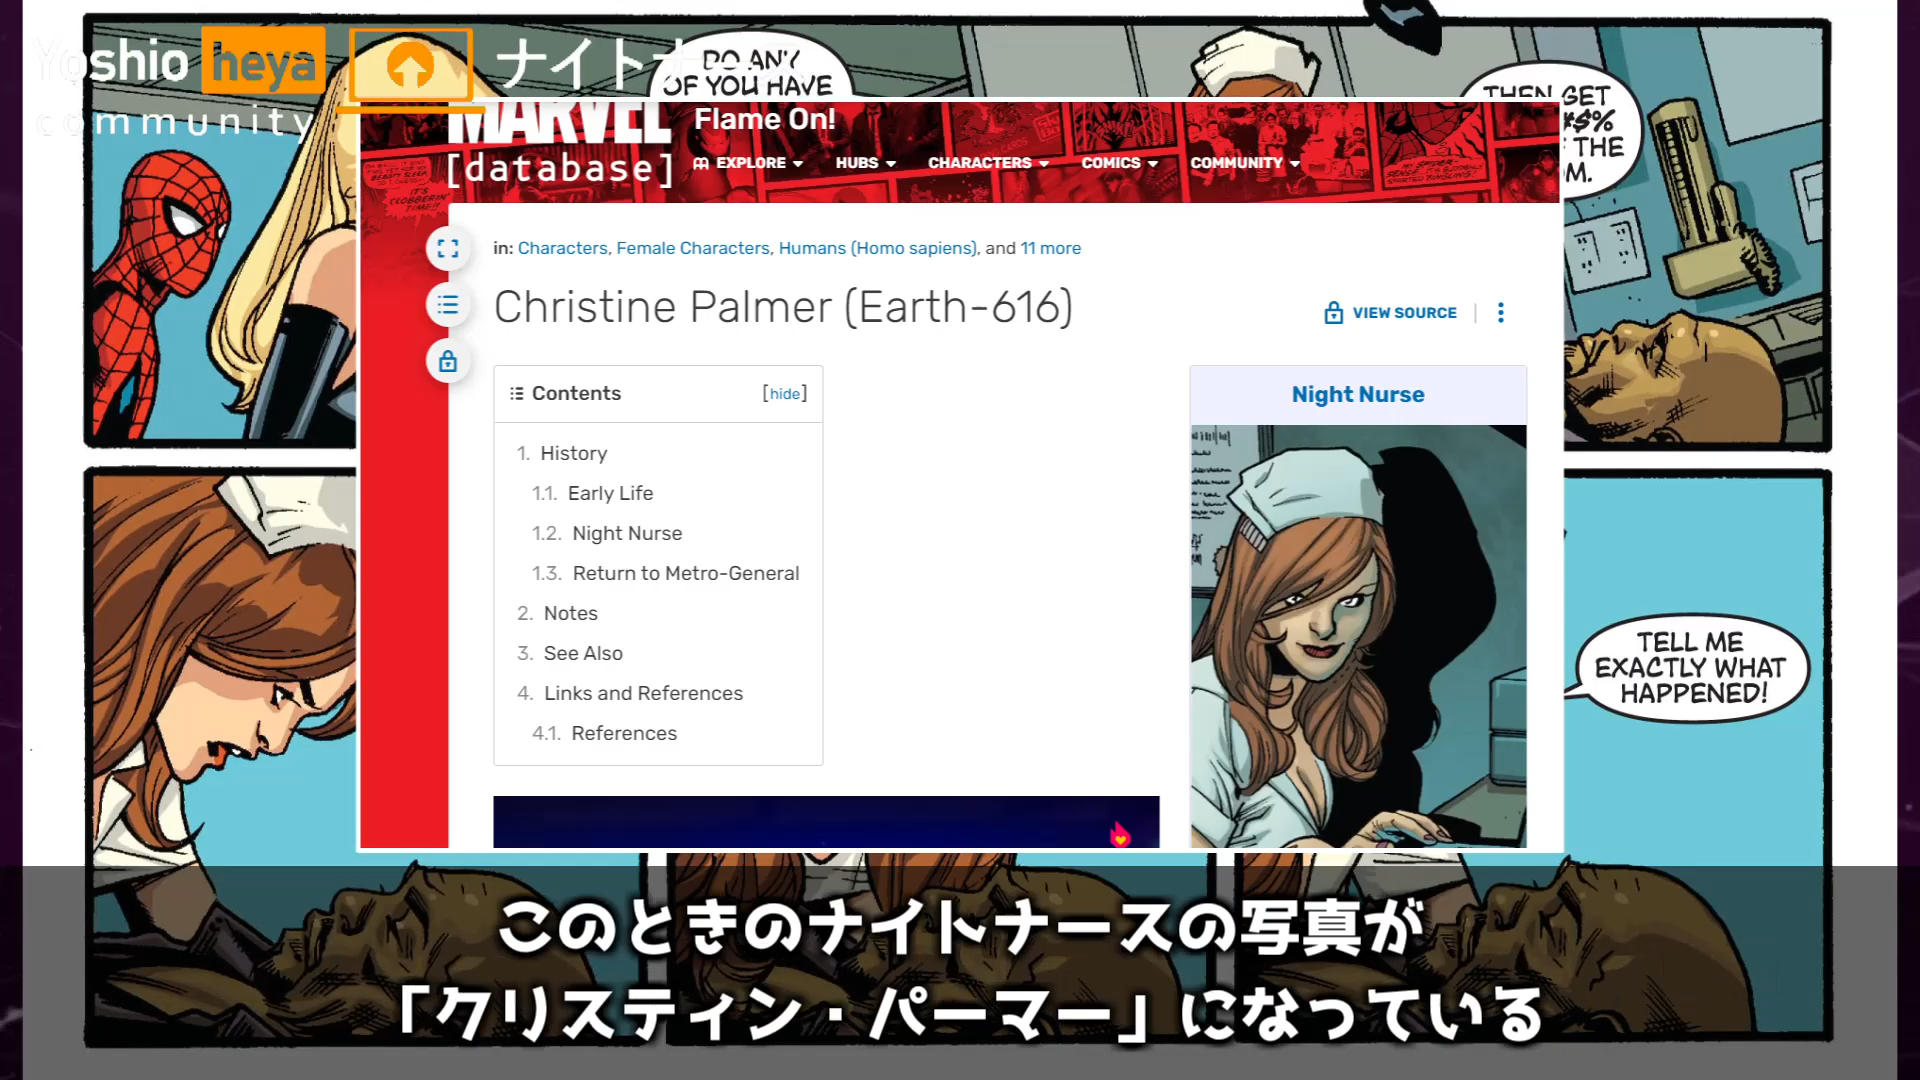 Yoshio heya
community
ナイトナース
DO ANY
OF YOU HAVE
THEN GET
THE
MARVEL
[database]
Flame On!
EXPLORE
HUBS
CHARACTERS
COMICS
COMMUNITY
in: Characters, Female Characters, Humans (Homo sapiens), and 11 more
Christine Palmer (Earth-616)
VIEW SOURCE
Contents [hide]
1. History
1.1. Early Life
1.2. Night Nurse
1.3. Return to Metro-General
2. Notes
3. See Also
4. Links and References
4.1. References
Night Nurse
TELL ME
EXACTLY WHAT
HAPPENED!
このときのナイトナースの写真が
「クリスティン・パーマー」になっている